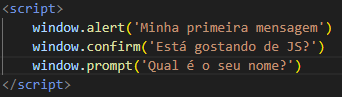 <script>
window.alert('Minha primeira mensagem')
window.confirm('Está gostando de JS?')
window.prompt('Qual é o seu nome?')
</script>